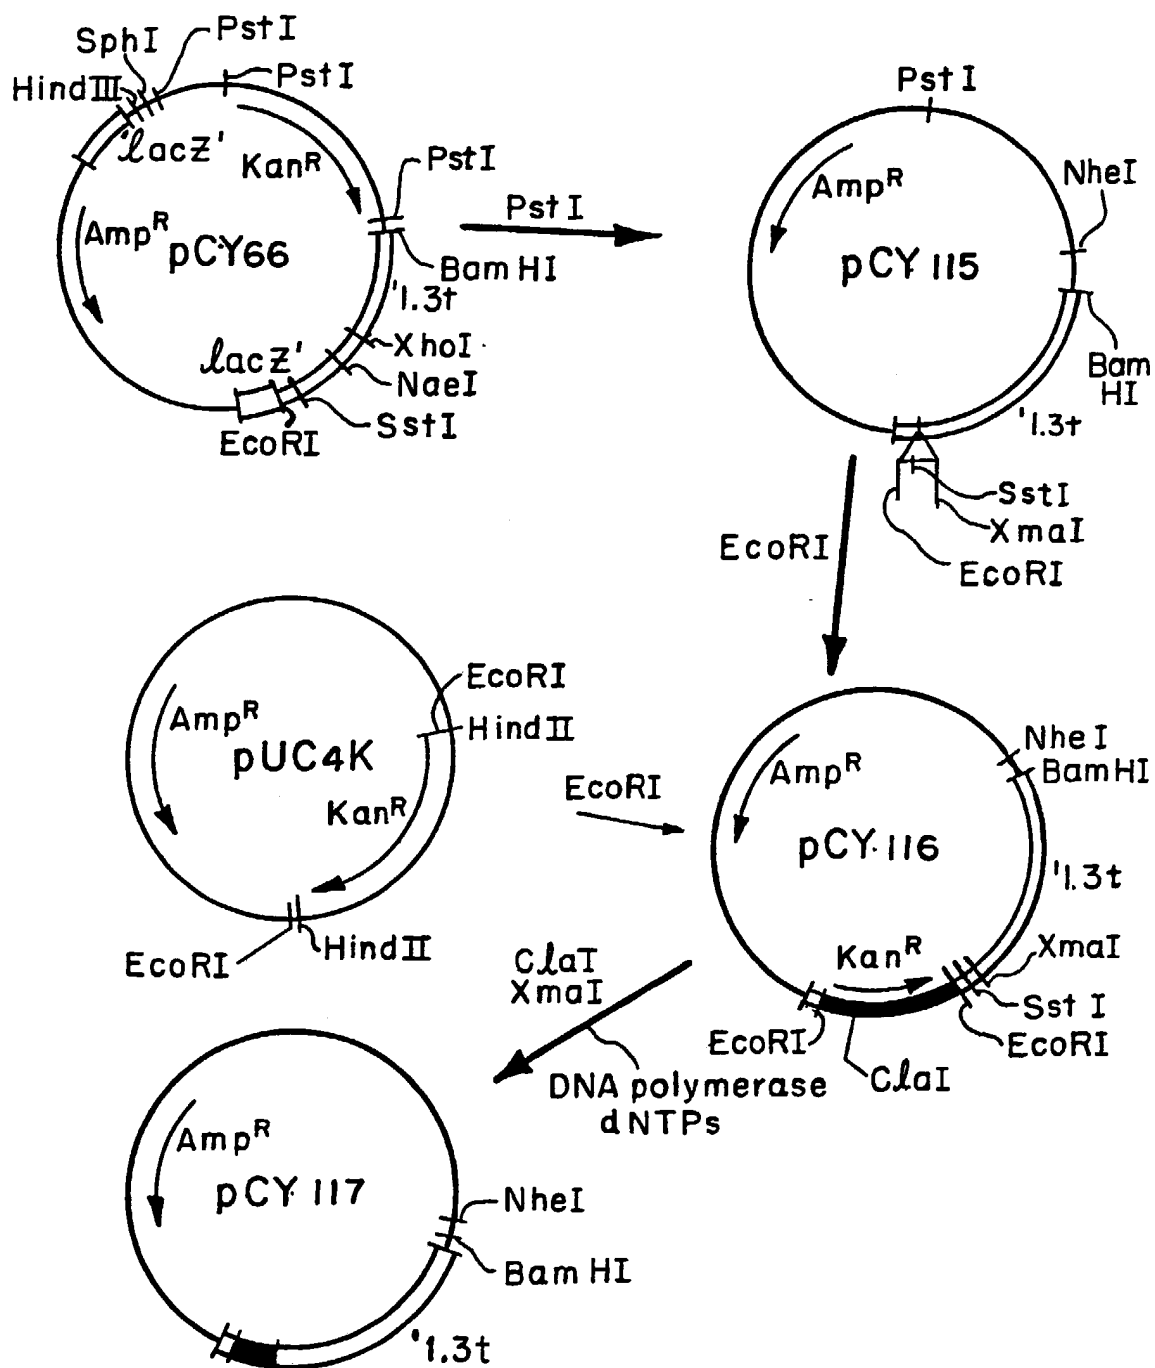 SphI
PstI
PstI
HindIII
'lacZ'
KanR
PstI
AmpR
pCY66
BamHI
'1.3t
XhoI
lacZ'
NaeI
SstI
EcoRI
PstI
PstI
AmpR
NheI
pCY115
BamHI
'1.3t
SstI
XmaI
EcoRI
EcoRI
EcoRI
HindII
AmpR
pUC4K
KanR
EcoRI
HindII
EcoRI
NheI
BamHI
AmpR
pCY116
'1.3t
KanR
XmaI
SstI
EcoRI
EcoRI
ClaI
ClaI
XmaI
DNA polymerase
dNTPs
AmpR
pCY117
NheI
BamHI
'1.3t